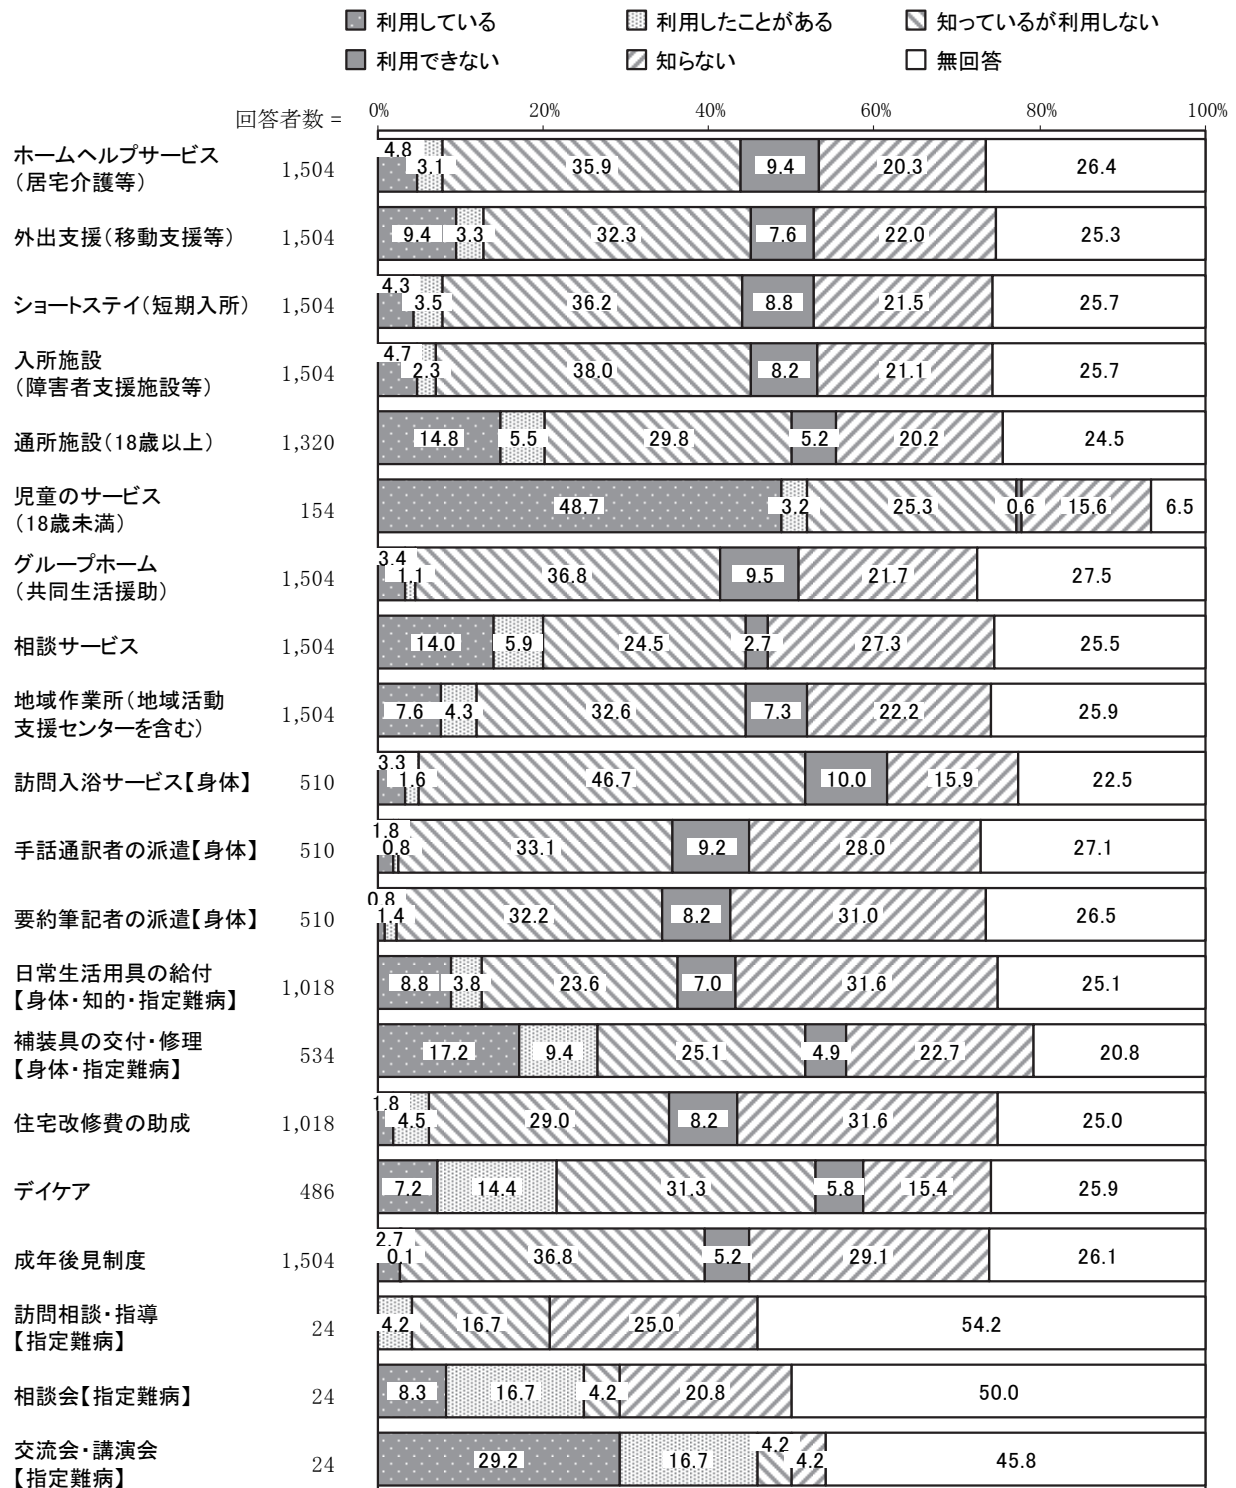 利用している 利用したことがある 知っているが利用しない
利用できない 知らない 無回答
回答者数 = 0% 20% 40% 60% 80% 100%
ホームヘルプサービス
（居宅介護等） 1,504 4.8 3.1 35.9 9.4 20.3 26.4
外出支援（移動支援等） 1,504 9.4 3.3 32.3 7.6 22.0 25.3
ショートステイ（短期入所） 1,504 4.3 3.5 36.2 8.8 21.5 25.7
入所施設
（障害者支援施設等） 1,504 4.7 2.3 38.0 8.2 21.1 25.7
通所施設（18歳以上） 1,320 14.8 5.5 29.8 5.2 20.2 24.5
児童のサービス
（18歳未満） 154 48.7 3.2 25.3 0.6 15.6 6.5
グループホーム
（共同生活援助） 1,504 3.4 1.1 36.8 9.5 21.7 27.5
相談サービス 1,504 14.0 5.9 24.5 2.7 27.3 25.5
地域作業所（地域活動
支援センターを含む） 1,504 7.6 4.3 32.6 7.3 22.2 25.9
訪問入浴サービス【身体】 510 3.3 1.6 46.7 10.0 15.9 22.5
手話通訳者の派遣【身体】 510 1.8 0.8 33.1 9.2 28.0 27.1
要約筆記者の派遣【身体】 510 0.8 1.4 32.2 8.2 31.0 26.5
日常生活用具の給付
【身体・知的・指定難病】 1,018 8.8 3.8 23.6 7.0 31.6 25.1
補装具の交付・修理
【身体・指定難病】 534 17.2 9.4 25.1 4.9 22.7 20.8
住宅改修費の助成 1,018 1.8 4.5 29.0 8.2 31.6 25.0
デイケア 486 7.2 14.4 31.3 5.8 15.4 25.9
成年後見制度 1,504 2.7 0.1 36.8 5.2 29.1 26.1
訪問相談・指導
【指定難病】 24 4.2 16.7 25.0 54.2
相談会【指定難病】 24 8.3 16.7 4.2 20.8 50.0
交流会・講演会
【指定難病】 24 29.2 16.7 4.2 4.2 45.8